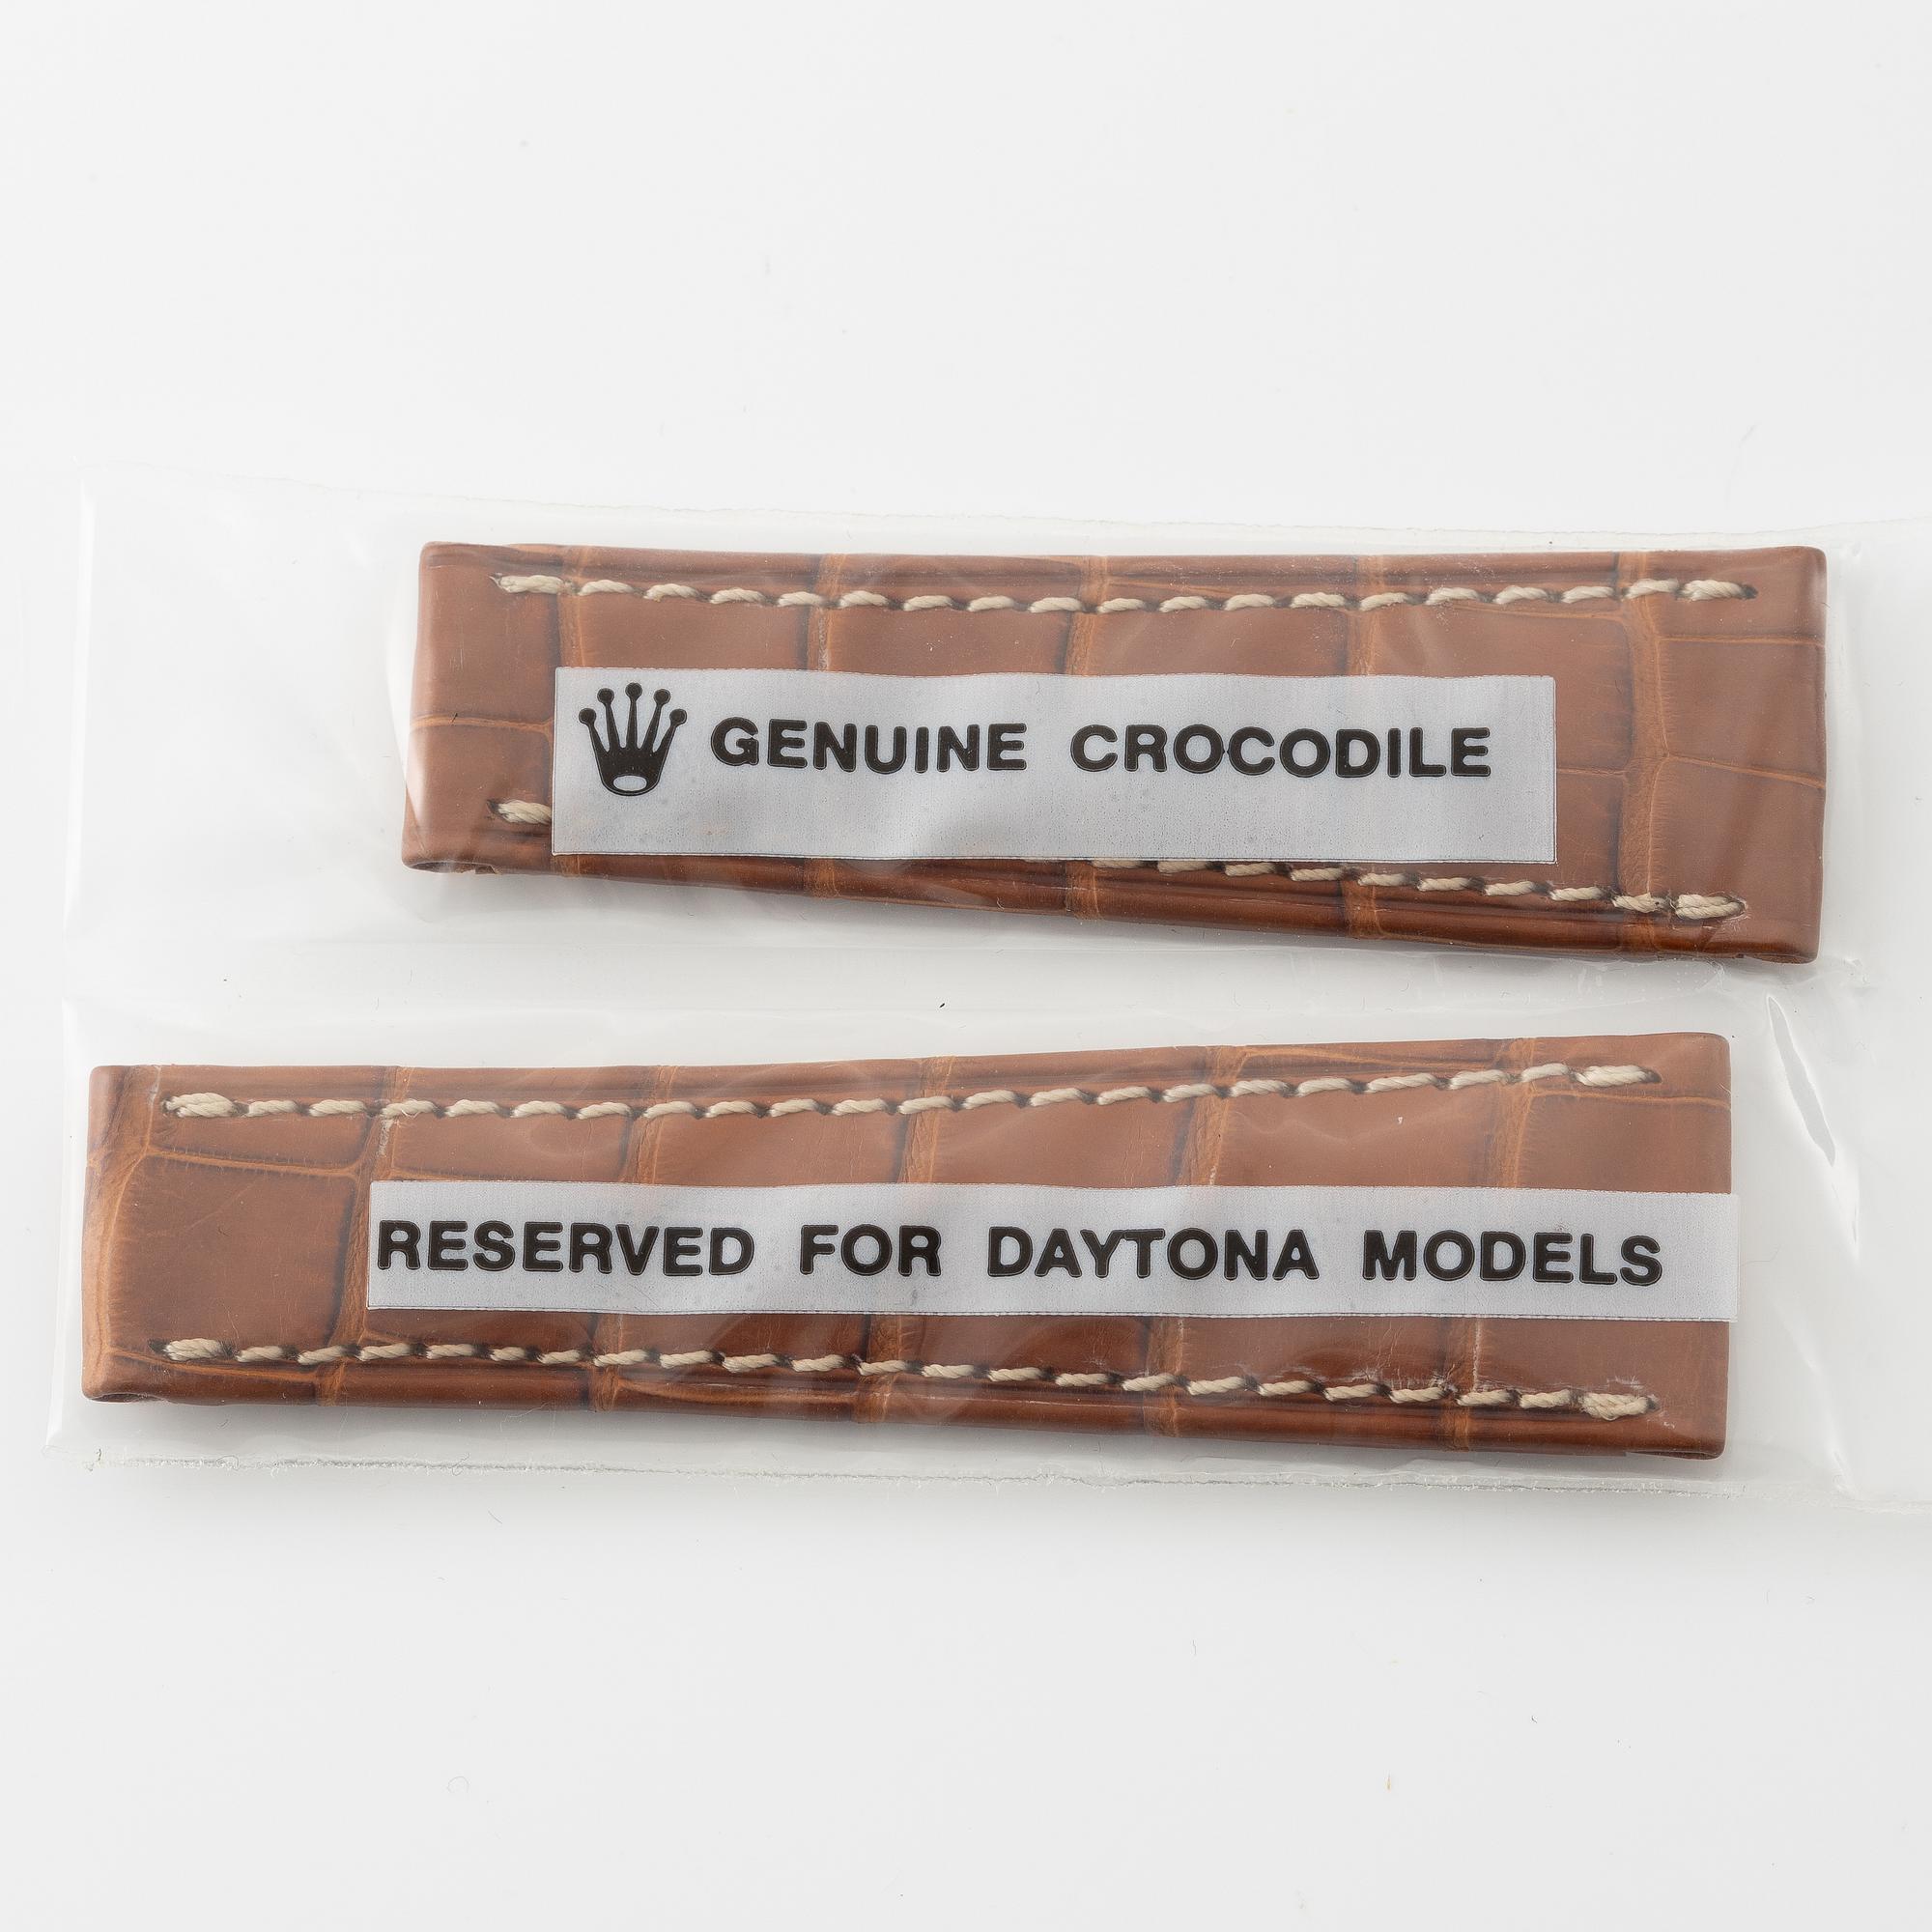 GENUINE CROCODILE
RESERVED FOR DAYTONA MODELS